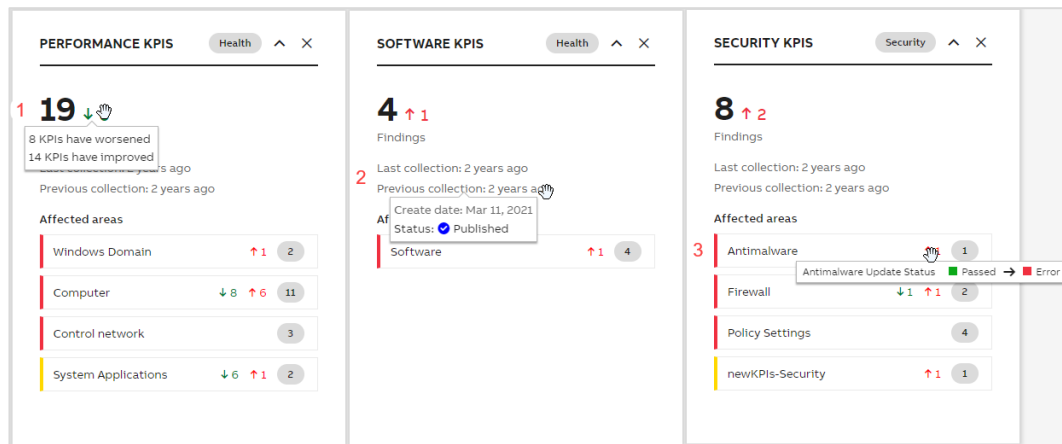 PERFORMANCE KPIS Health
1 19
8 KPIs have worsened
14 KPIs have improved
Previous collection: 2 years ago
Affected areas
Windows Domain 1 2
Computer 8 6 11
Control network 3
System Applications 6 1 2
SOFTWARE KPIS Health
4 1
Findings
Last collection: 2 years ago
2 Previous collection: 2 years ago
Create date: Mar 11, 2021
Status: Published
Software 1 4
SECURITY KPIS Security
8 2
Findings
Last collection: 2 years ago
Previous collection: 2 years ago
Affected areas
3 Antimalware 1
Antimalware Update Status Passed → Error
Firewall 1 1 2
Policy Settings 4
newKPIs-Security 1 1